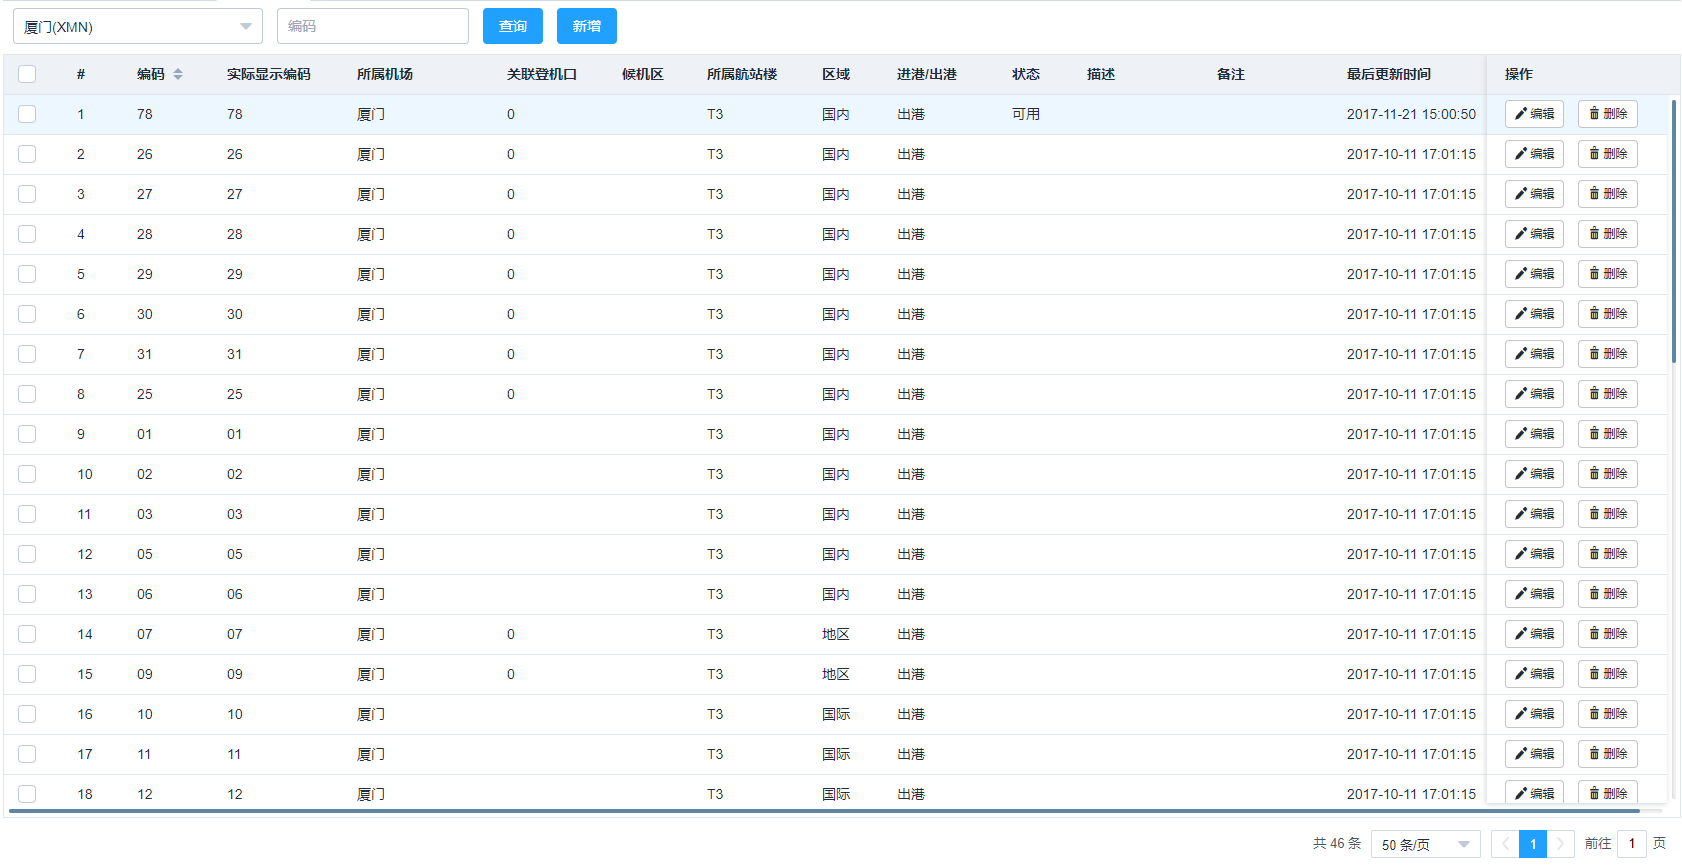 厦门(XMN) 编码 查询 新增
# 编码 实际显示编码 所属机场 关联登机口 候机区 所属航站楼 区域 进港/出港 状态 描述 备注 最后更新时间 操作
1 78 78 厦门 0 T3 国内 出港 可用 2017-11-21 15:00:50 编辑 删除
2 26 26 厦门 0 T3 国内 出港 2017-10-11 17:01:15 编辑 删除
3 27 27 厦门 0 T3 国内 出港 2017-10-11 17:01:15 编辑 删除
4 28 28 厦门 0 T3 国内 出港 2017-10-11 17:01:15 编辑 删除
5 29 29 厦门 0 T3 国内 出港 2017-10-11 17:01:15 编辑 删除
6 30 30 厦门 0 T3 国内 出港 2017-10-11 17:01:15 编辑 删除
7 31 31 厦门 0 T3 国内 出港 2017-10-11 17:01:15 编辑 删除
8 25 25 厦门 0 T3 国内 出港 2017-10-11 17:01:15 编辑 删除
9 01 01 厦门 T3 国内 出港 2017-10-11 17:01:15 编辑 删除
10 02 02 厦门 T3 国内 出港 2017-10-11 17:01:15 编辑 删除
11 03 03 厦门 T3 国内 出港 2017-10-11 17:01:15 编辑 删除
12 05 05 厦门 T3 国内 出港 2017-10-11 17:01:15 编辑 删除
13 06 06 厦门 T3 国内 出港 2017-10-11 17:01:15 编辑 删除
14 07 07 厦门 0 T3 地区 出港 2017-10-11 17:01:15 编辑 删除
15 09 09 厦门 0 T3 地区 出港 2017-10-11 17:01:15 编辑 删除
16 10 10 厦门 T3 国际 出港 2017-10-11 17:01:15 编辑 删除
17 11 11 厦门 T3 国际 出港 2017-10-11 17:01:15 编辑 删除
18 12 12 厦门 T3 国际 出港 2017-10-11 17:01:15 编辑 删除
共 46 条 50 条/页 1 前往 1 页